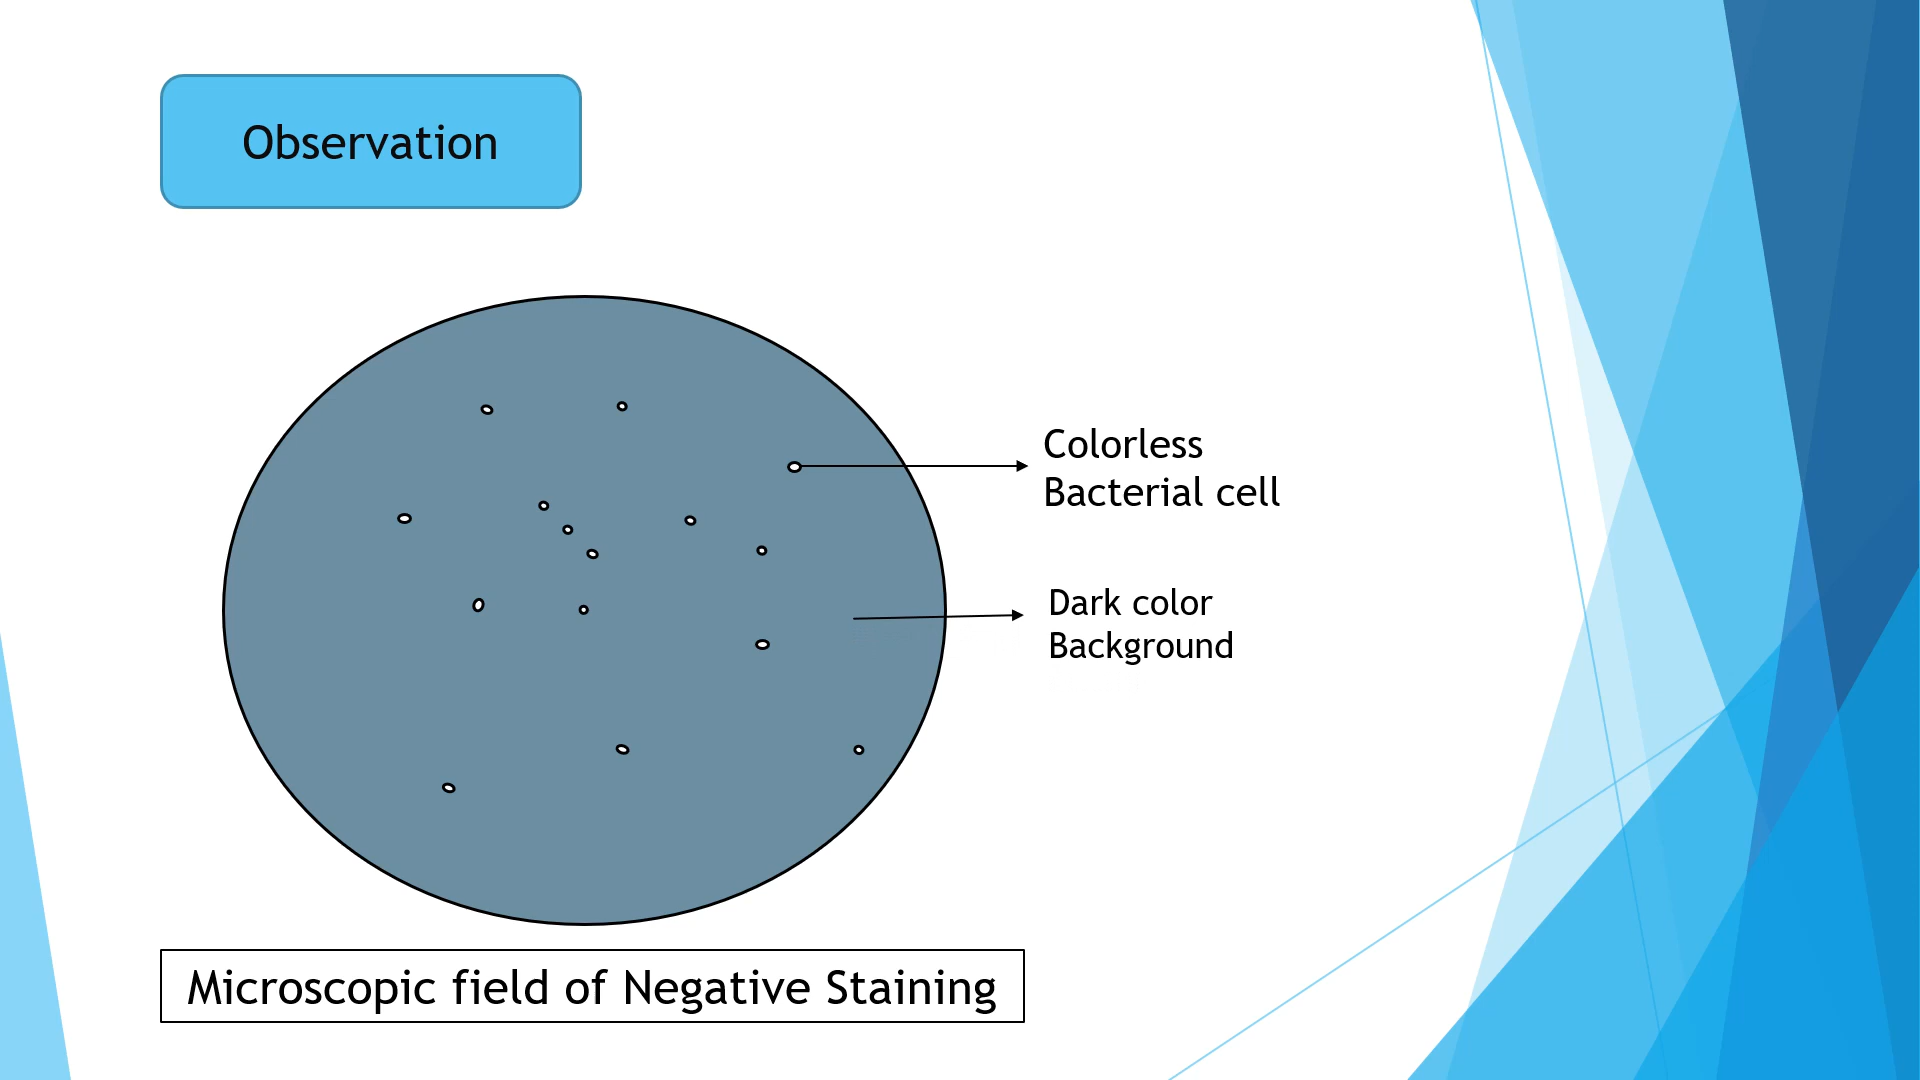 Observation
Colorless
Bacterial cell
Dark color
Background
Microscopic field of Negative Staining